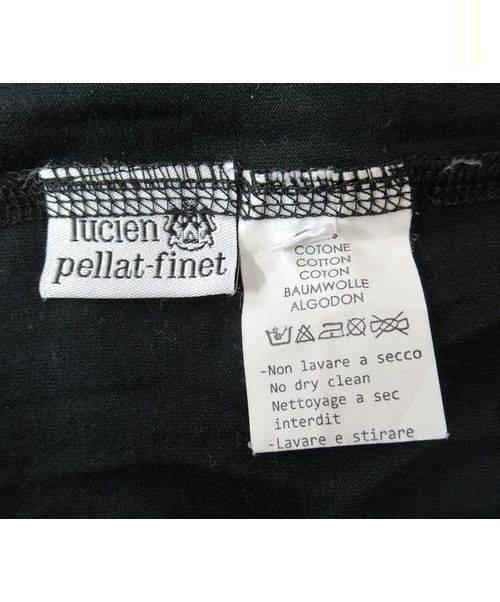 lucien
pellat-finet
COTONE
COTTON
COTON
BAUMWOLLE
ALGODON
-Non lavare a secco
No dry clean
Nettoyage a sec
interdit
-Lavare e stirare